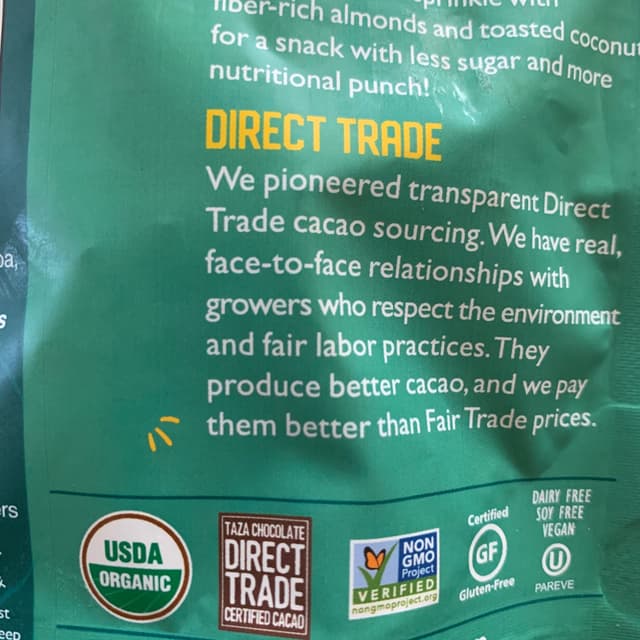 fiber-rich almonds and toasted coconut
for a snack with less sugar and more
nutritional punch!
DIRECT TRADE
We pioneered transparent Direct
Trade cacao sourcing. We have real,
face-to-face relationships with
growers who respect the environment
and fair labor practices. They
produce better cacao, and we pay
them better than Fair Trade prices.
USDA
ORGANIC
TAZA CHOCOLATE
DIRECT
TRADE
CERTIFIED CACAO
NON
GMO
Project
VERIFIED
nongmoproject.org
Certified
GF
Gluten-Free
DAIRY FREE
SOY FREE
VEGAN
U
PAREVE